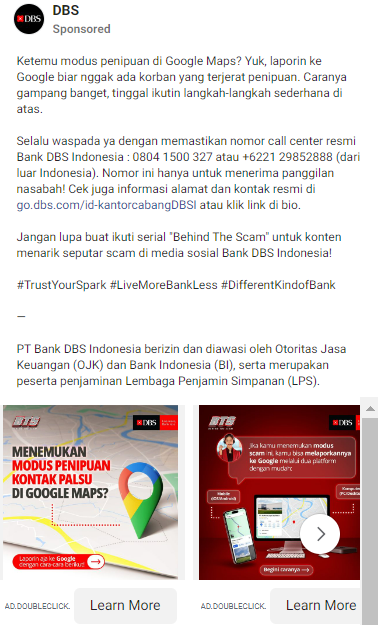 DBS
Sponsored
DBS
Ketemu modus penipuan di Google Maps? Yuk, laporin ke
Google biar nggak ada korban yang terjerat penipuan. Caranya
gampang banget, tinggal ikutin langkah-langkah sederhana di
atas.
Selalu waspada ya dengan memastikan nomor call center resmi
Bank DBS Indonesia : 0804 1500 327 atau +6221 29852888 (dari
luar Indonesia). Nomor ini hanya untuk menerima panggilan
nasabah! Cek juga informasi alamat dan kontak resmi di
go.dbs.com/id-kantorcabangDBSI atau klik link di bio.
Jangan lupa buat ikuti serial "Behind The Scam" untuk konten
menarik seputar scam di media sosial Bank DBS Indonesia!
#TrustYourSpark #LiveMoreBankLess #DifferentKindofBank
—
PT Bank DBS Indonesia berizin dan diawasi oleh Otoritas Jasa
Keuangan (OJK) dan Bank Indonesia (BI), serta merupakan
peserta penjaminan Lembaga Penjamin Simpanan (LPS).
BTS
DBS
MENEMUKAN
MODUS PENIPUAN
KONTAK PALSU
DI GOOGLE MAPS?
Laporin aja ke Google
dengan cara-cara berikut!
AD.DOUBLECLICK.
Learn More
BTS
DBS
Jika kamu menemukan modus
scam ini, kamu bisa melaporkannya
ke Google melalui dua platform
dengan mudah:
Mobile
(iOS/Android)
Begini caranya
AD.DOUBLECLICK.
Learn More